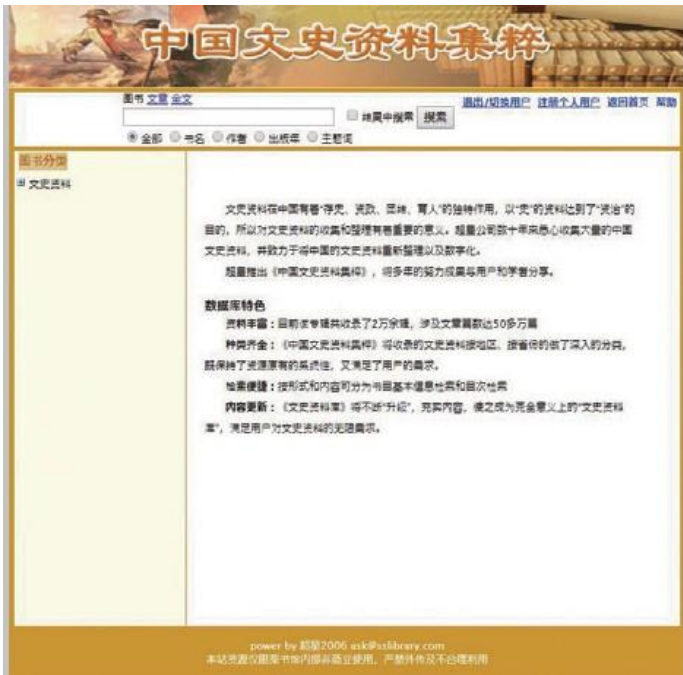 中国文史资料集粹
图书 文章 全文
退出/切换用户 注册个人用户 返回首页 帮助
结果中搜索 搜索
全部 书名 作者 出版年 主题词
图书分类
文史资料
文史资料在中国有着“存史、资政、团结、育人”的独特作用，以“史”的资料达到了“资治”的
目的，所以对文史资料的收集和整理有着重要的意义。超星公司数十年来悉心收集大量的中国
文史资料，并致力于将中国的文史资料重新整理以及数字化。
超星推出《中国文史资料集粹》，将多年的努力成果与用户和学者分享。
数据库特色
资料丰富：目前该专辑共收录了2万余辑，涉及文章篇数达50多万篇
种类齐全：《中国文史资料集粹》将收录的文史资料按地区、按省份的做了深入的分类，
既保持了资源原有的系统性，又满足了用户的需求。
检索便捷：按形式和内容可分为书目基本信息检索和目次检索
内容更新：《文史资料库》将不断“升级”，充实内容，使之成为完全意义上的“文史资料
库”，满足用户对文史资料的无限需求。
power by 超星2006 ask@sslibrary.com
本站资源仅限图书馆内部非商业使用，严禁外传及不合理利用